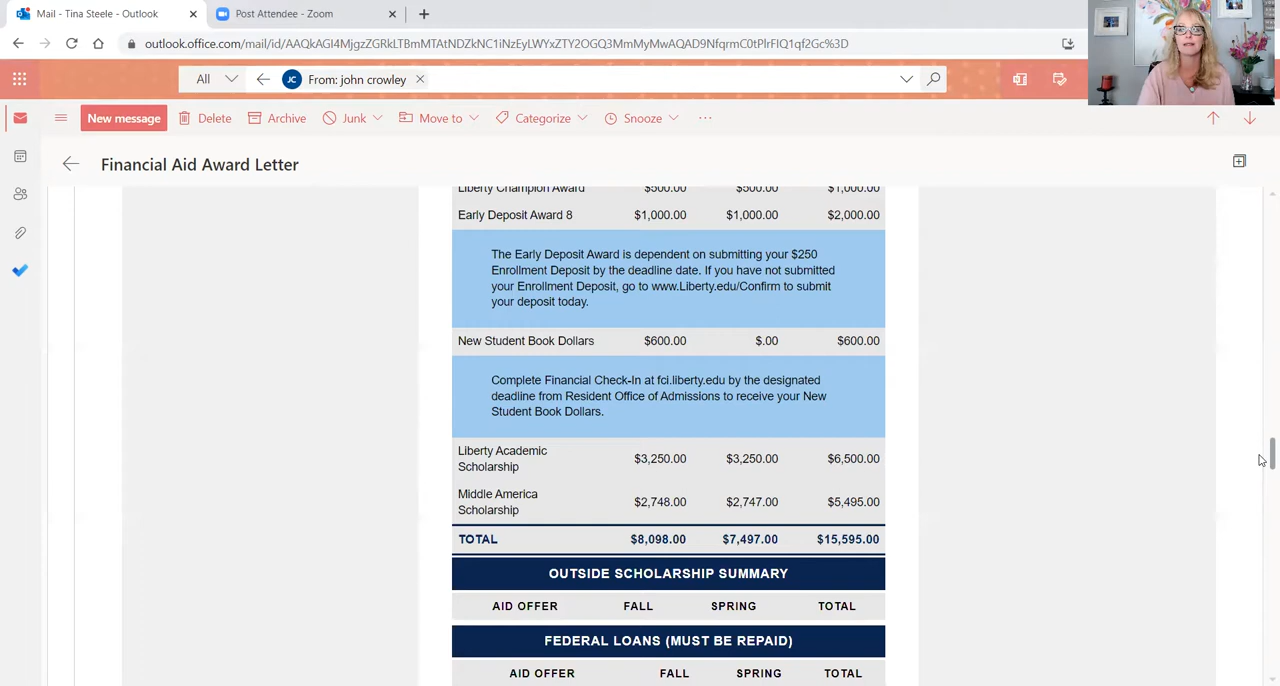 Mail - Tina Steele - Outlook
Post Attendee - Zoom
outlook.office.com/mail/id/AAQkAGI4MjgzZGRkLTBmMTAtNDZkNC1iNzEyLWYxZTY2OGQ3MmMyMwAQAD9NfqrmC0tPlrFIQ1qf2Gc%3D
All
JC From: john crowley
New message Delete Archive Junk Move to Categorize Snooze
Financial Aid Award Letter
Liberty Champion Award $500.00 $500.00 $1,000.00
Early Deposit Award 8 $1,000.00 $1,000.00 $2,000.00
The Early Deposit Award is dependent on submitting your $250
Enrollment Deposit by the deadline date. If you have not submitted
your Enrollment Deposit, go to www.Liberty.edu/Confirm to submit
your deposit today.
New Student Book Dollars $600.00 $.00 $600.00
Complete Financial Check-In at fci.liberty.edu by the designated
deadline from Resident Office of Admissions to receive your New
Student Book Dollars.
Liberty Academic
Scholarship $3,250.00 $3,250.00 $6,500.00
Middle America
Scholarship $2,748.00 $2,747.00 $5,495.00
TOTAL $8,098.00 $7,497.00 $15,595.00
OUTSIDE SCHOLARSHIP SUMMARY
AID OFFER FALL SPRING TOTAL
FEDERAL LOANS (MUST BE REPAID)
AID OFFER FALL SPRING TOTAL